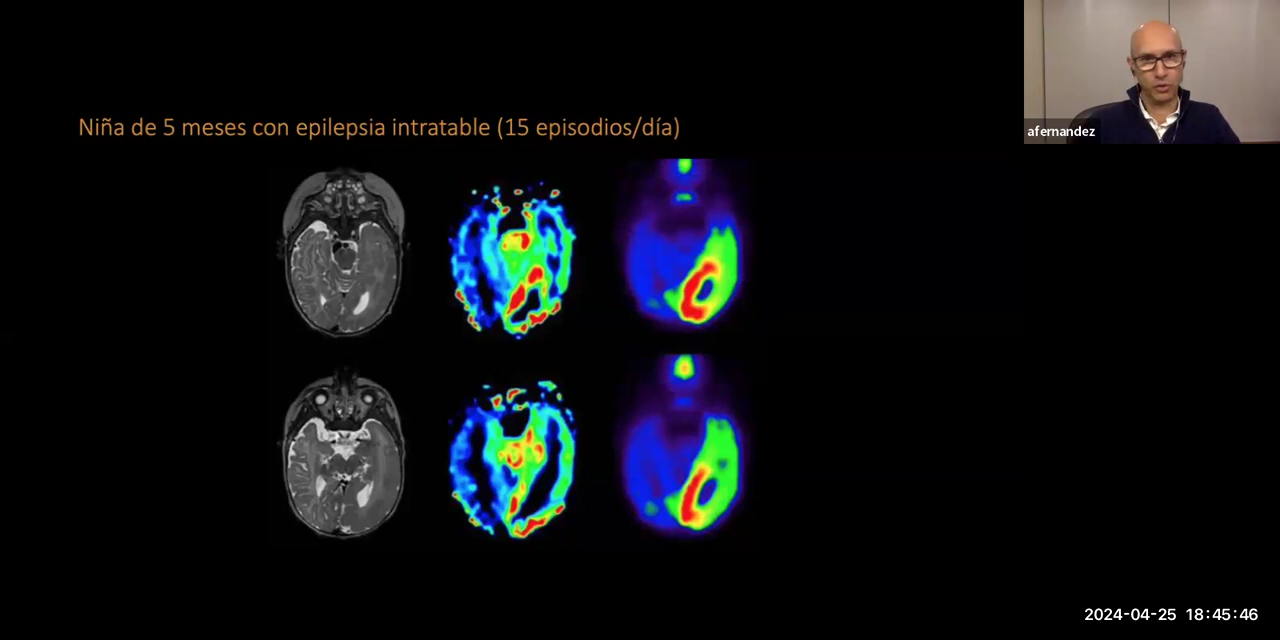 Niña de 5 meses con epilepsia intratable (15 episodios/día)
afernandez
2024-04-25 18:45:46